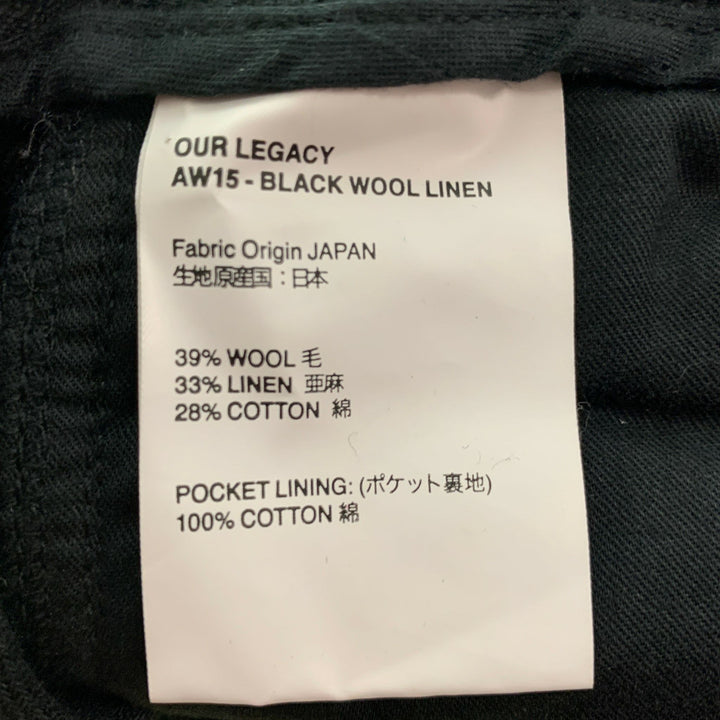 OUR LEGACY
AW15 - BLACK WOOL LINEN
Fabric Origin JAPAN
生地原産国：日本
39% WOOL 毛
33% LINEN 亜麻
28% COTTON 綿
POCKET LINING: (ポケット裏地)
100% COTTON 綿